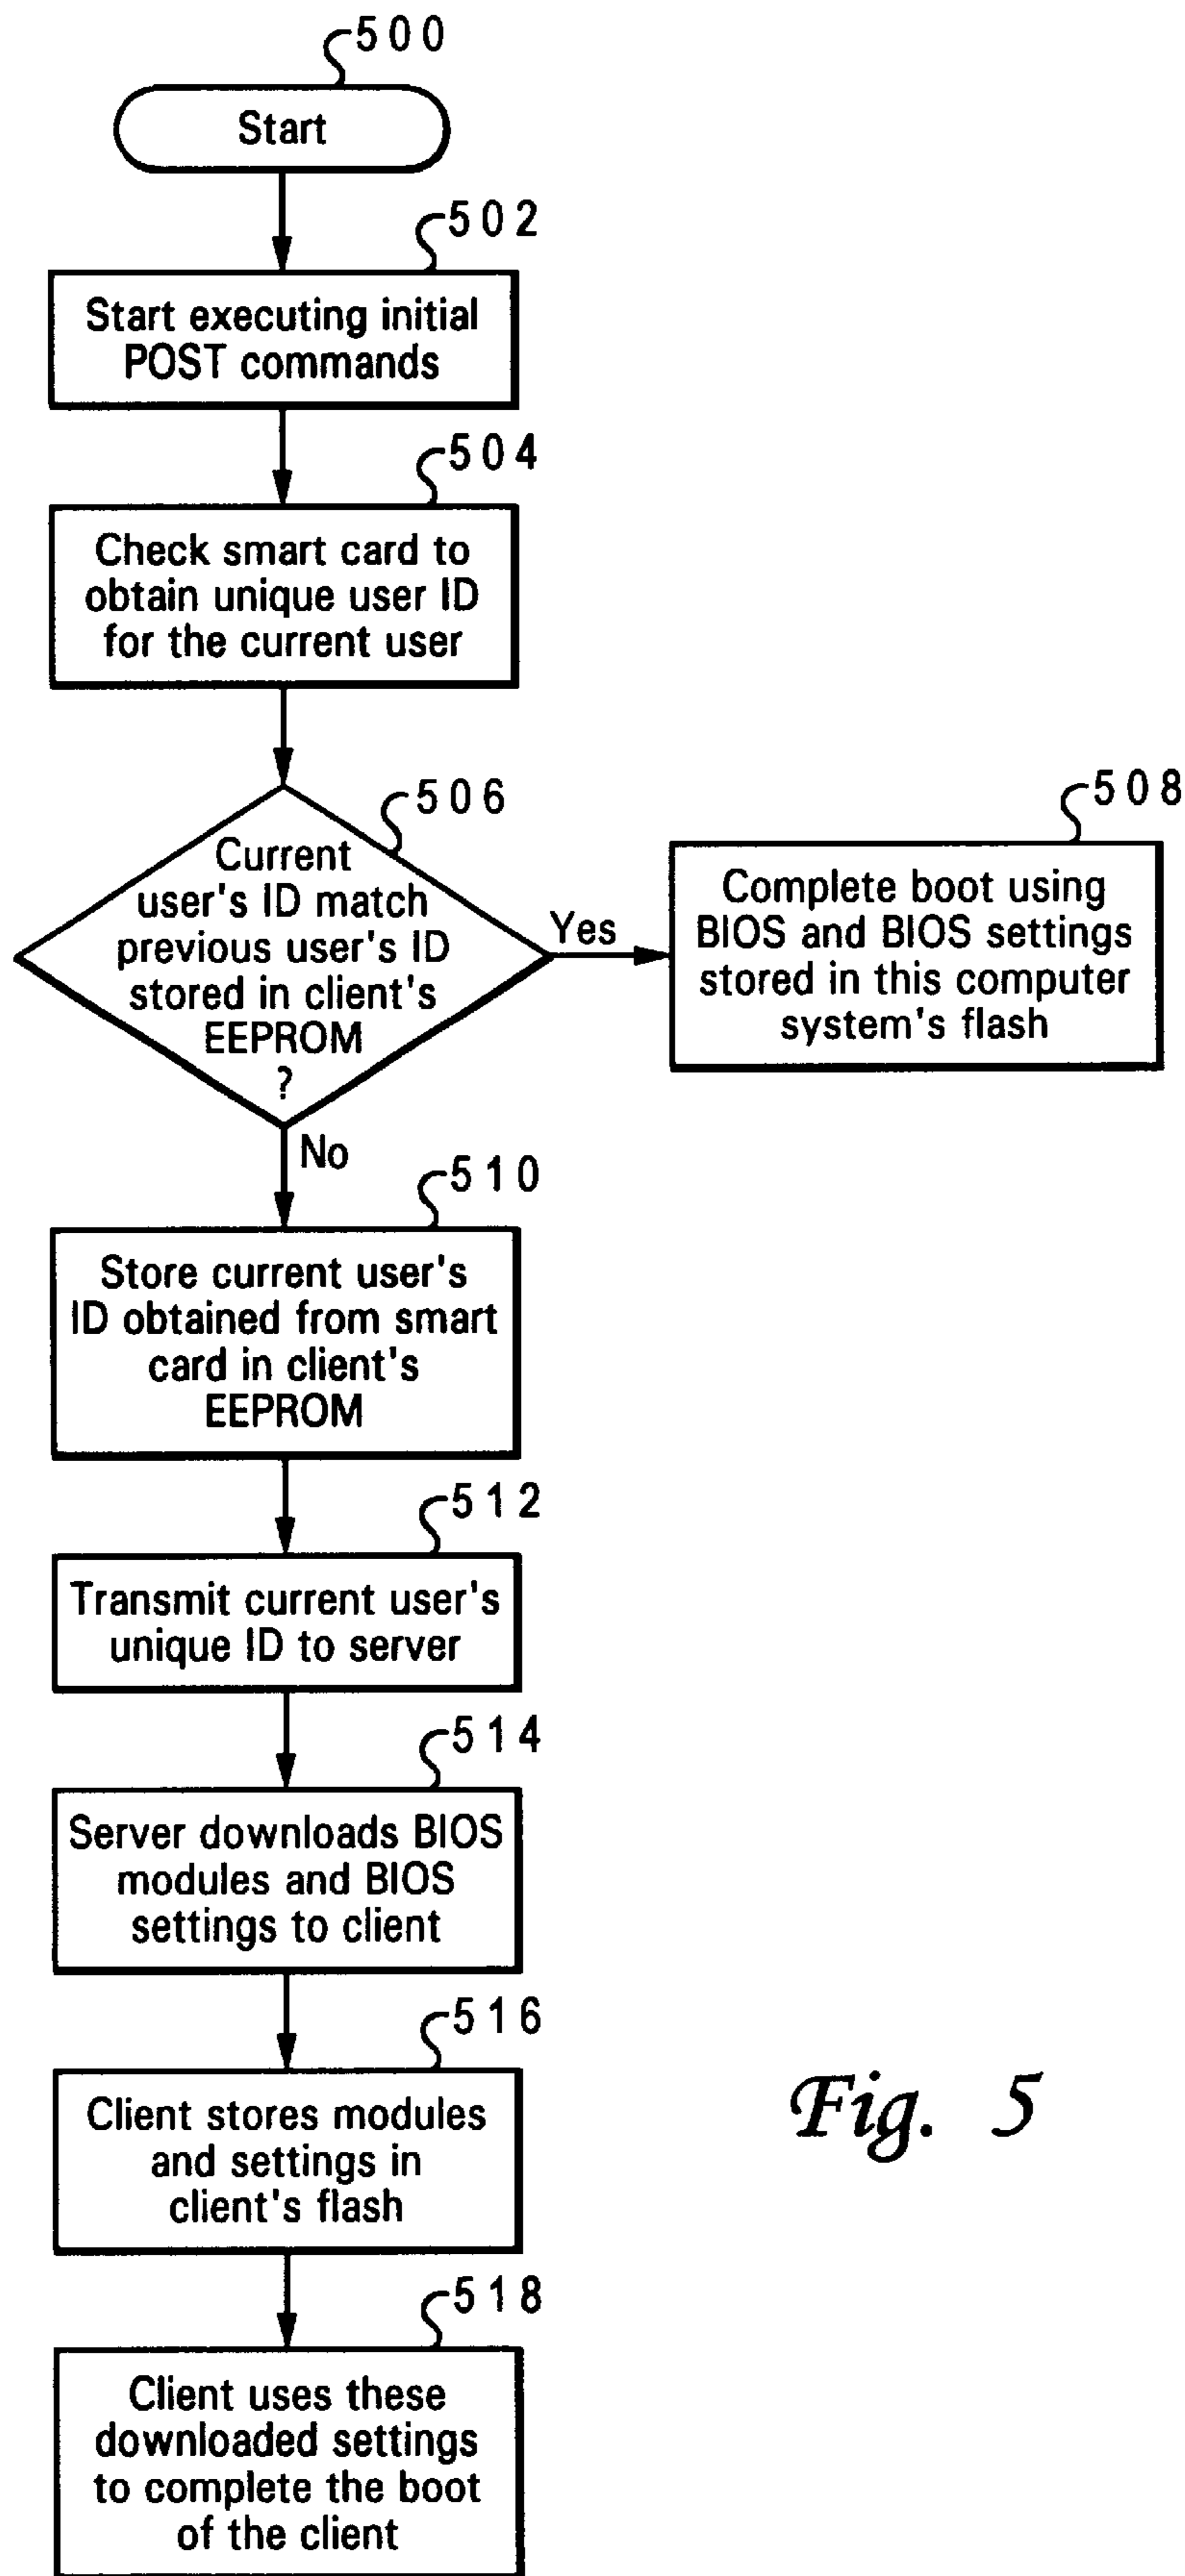 500
Start
502
Start executing initial
POST commands
504
Check smart card to
obtain unique user ID
for the current user
506
Current
user's ID match
previous user's ID
stored in client's
EEPROM
?
Yes
508
Complete boot using
BIOS and BIOS settings
stored in this computer
system's flash
No
510
Store current user's
ID obtained from smart
card in client's
EEPROM
512
Transmit current user's
unique ID to server
514
Server downloads BIOS
modules and BIOS
settings to client
516
Client stores modules
and settings in
client's flash
518
Client uses these
downloaded settings
to complete the boot
of the client
Fig. 5